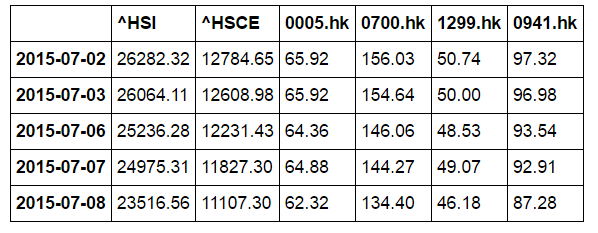 ^HSI ^HSCE 0005.hk 0700.hk 1299.hk 0941.hk
2015-07-02 26282.32 12784.65 65.92 156.03 50.74 97.32
2015-07-03 26064.11 12608.98 65.92 154.64 50.00 96.98
2015-07-06 25236.28 12231.43 64.36 146.06 48.53 93.54
2015-07-07 24975.31 11827.30 64.88 144.27 49.07 92.91
2015-07-08 23516.56 11107.30 62.32 134.40 46.18 87.28